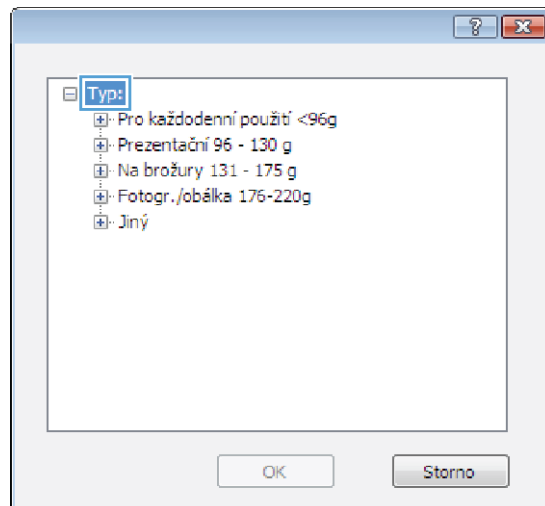 Typ:
Pro každodenní použití <96g
Prezentační 96 - 130 g
Na brožury 131 - 175 g
Fotogr./obálka 176-220g
Jiný
OK
Storno